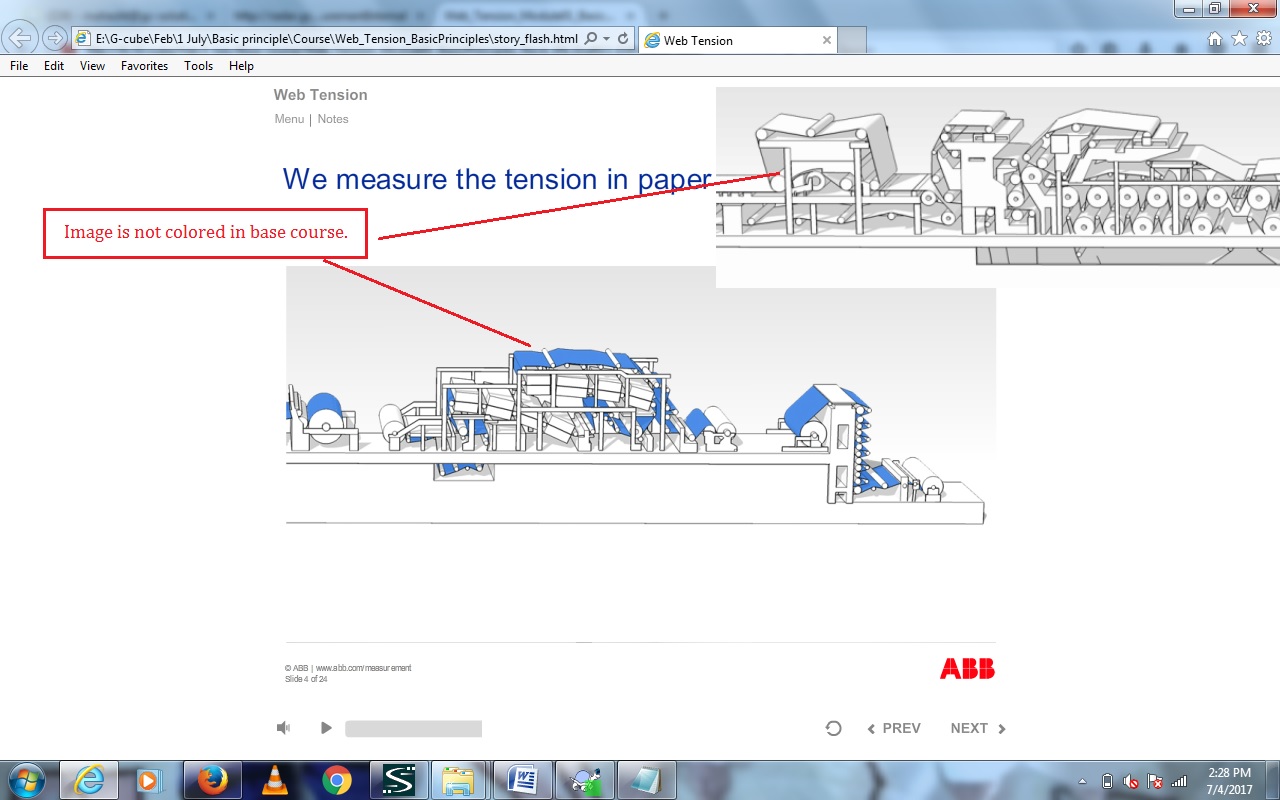 E:\G-cube\Feb\1 July\Basic principle\Course\Web_Tension_BasicPrinciples\story_flash.html
Web Tension
File Edit View Favorites Tools Help
Web Tension
Menu | Notes
We measure the tension in paper
Image is not colored in base course.
© ABB | www.abb.com/measurement
Slide 4 of 24
ABB
PREV NEXT
2:28 PM
7/4/2017